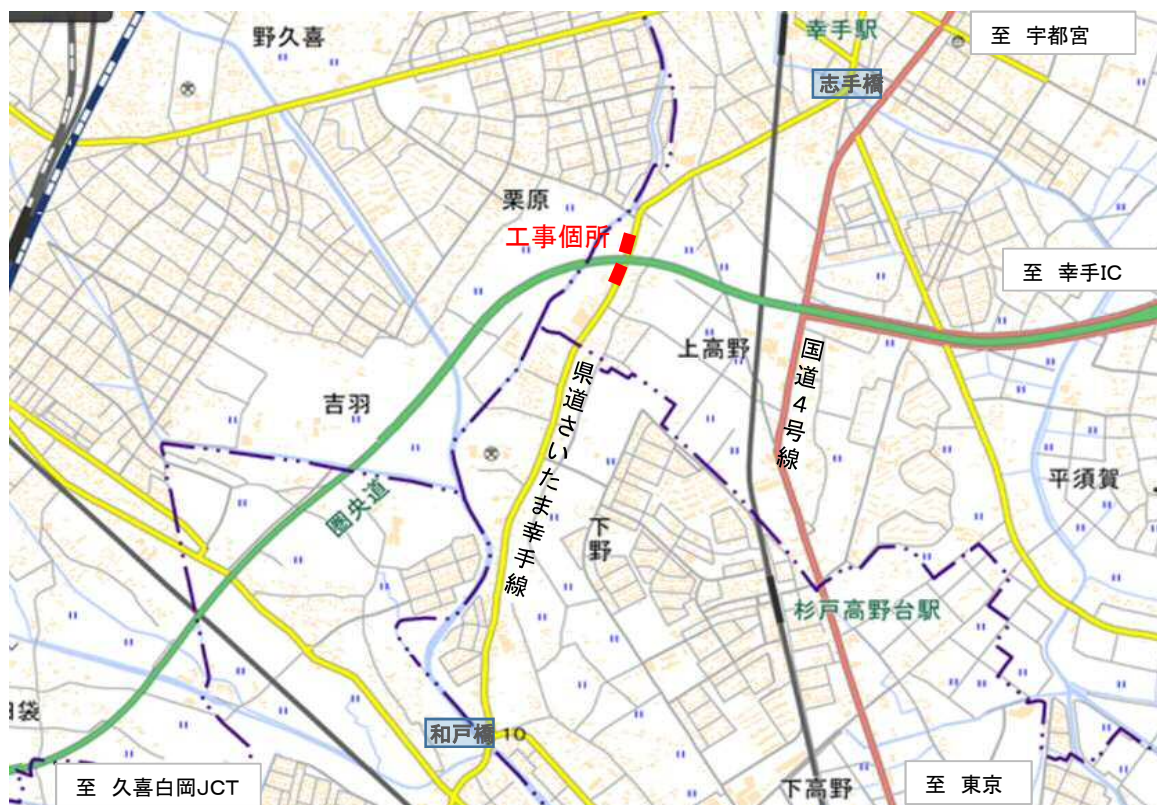 野久喜
幸手駅
至 宇都宮
志手橋
栗原
工事個所
至 幸手IC
上高野
国道4号線
県道さいたま幸手線
吉羽
圏央道
平須賀
下野
杉戸高野台駅
和戸橋
10
至 久喜白岡JCT
下高野
至 東京